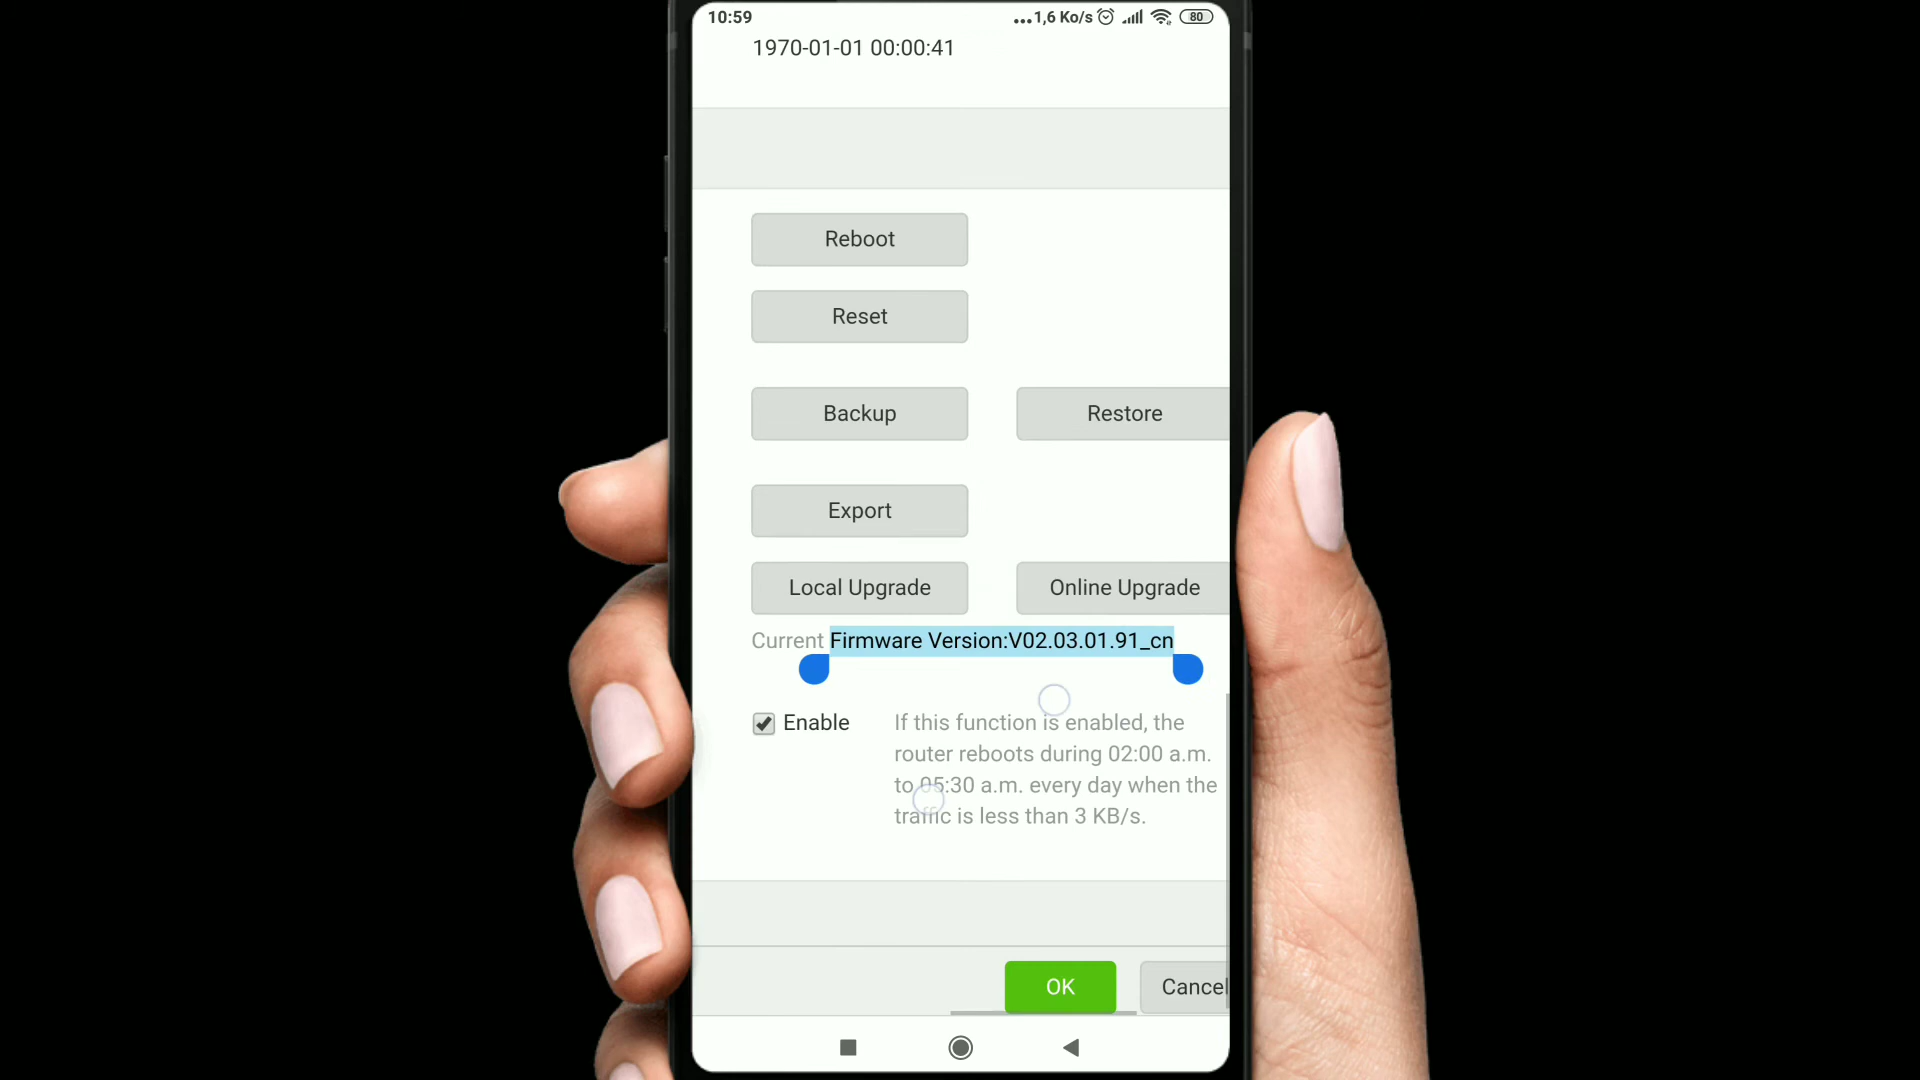 10:59
...1,6 Ko/s
80
1970-01-01 00:00:41
Reboot
Reset
Backup
Restore
Export
Local Upgrade
Online Upgrade
Current Firmware Version:V02.03.01.91_cn
Enable
If this function is enabled, the
router reboots during 02:00 a.m.
to 05:30 a.m. every day when the
traffic is less than 3 KB/s.
OK
Cancel